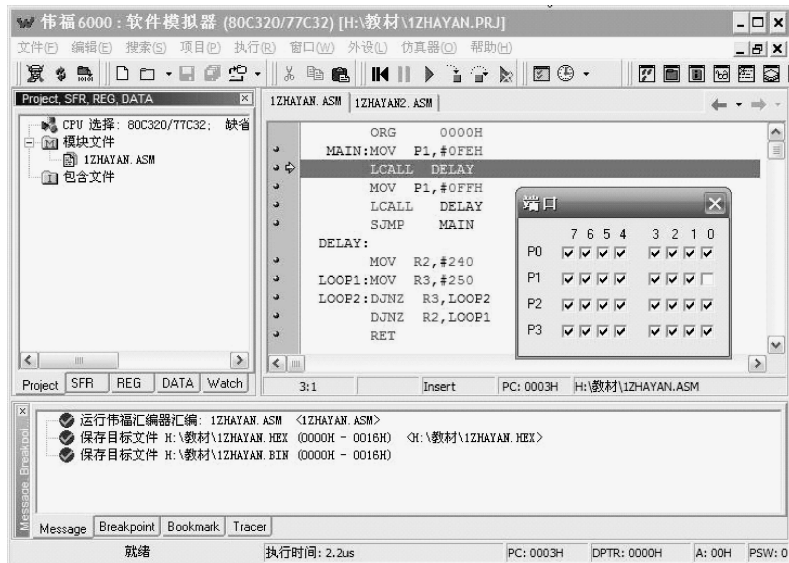 伟福6000 : 软件模拟器 (80C320/77C32) [H:\教材\1ZHAYAN.PRJ]
文件(F) 编辑(E) 搜索(S) 项目(P) 执行(R) 窗口(W) 外设(L) 仿真器(O) 帮助(H)
Project, SFR, REG, DATA
1ZHAYAN. ASM 1ZHAYAN2. ASM
CPU 选择: 80C320/77C32; 缺省
模块文件
1ZHAYAN. ASM
包含文件
ORG 0000H
MAIN:MOV P1,#0FEH
LCALL DELAY
MOV P1,#0FFH
LCALL DELAY
SJMP MAIN
DELAY:
MOV R2,#240
LOOP1:MOV R3,#250
LOOP2:DJNZ R3,LOOP2
DJNZ R2,LOOP1
RET
端口
7 6 5 4 3 2 1 0
P0
P1
P2
P3
Project SFR REG DATA Watch
3:1 Insert PC: 0003H H:\教材\1ZHAYAN.ASM
运行伟福汇编器汇编: 1ZHAYAN. ASM <1ZHAYAN. ASM>
保存目标文件 H:\教材\1ZHAYAN. HEX (0000H - 0016H) <H:\教材\1ZHAYAN. HEX>
保存目标文件 H:\教材\1ZHAYAN. BIN (0000H - 0016H)
Message, Breakpoi
Message Breakpoint Bookmark Tracer
就绪 执行时间: 2.2us PC: 0003H DPTR: 0000H A: 00H PSW: 0